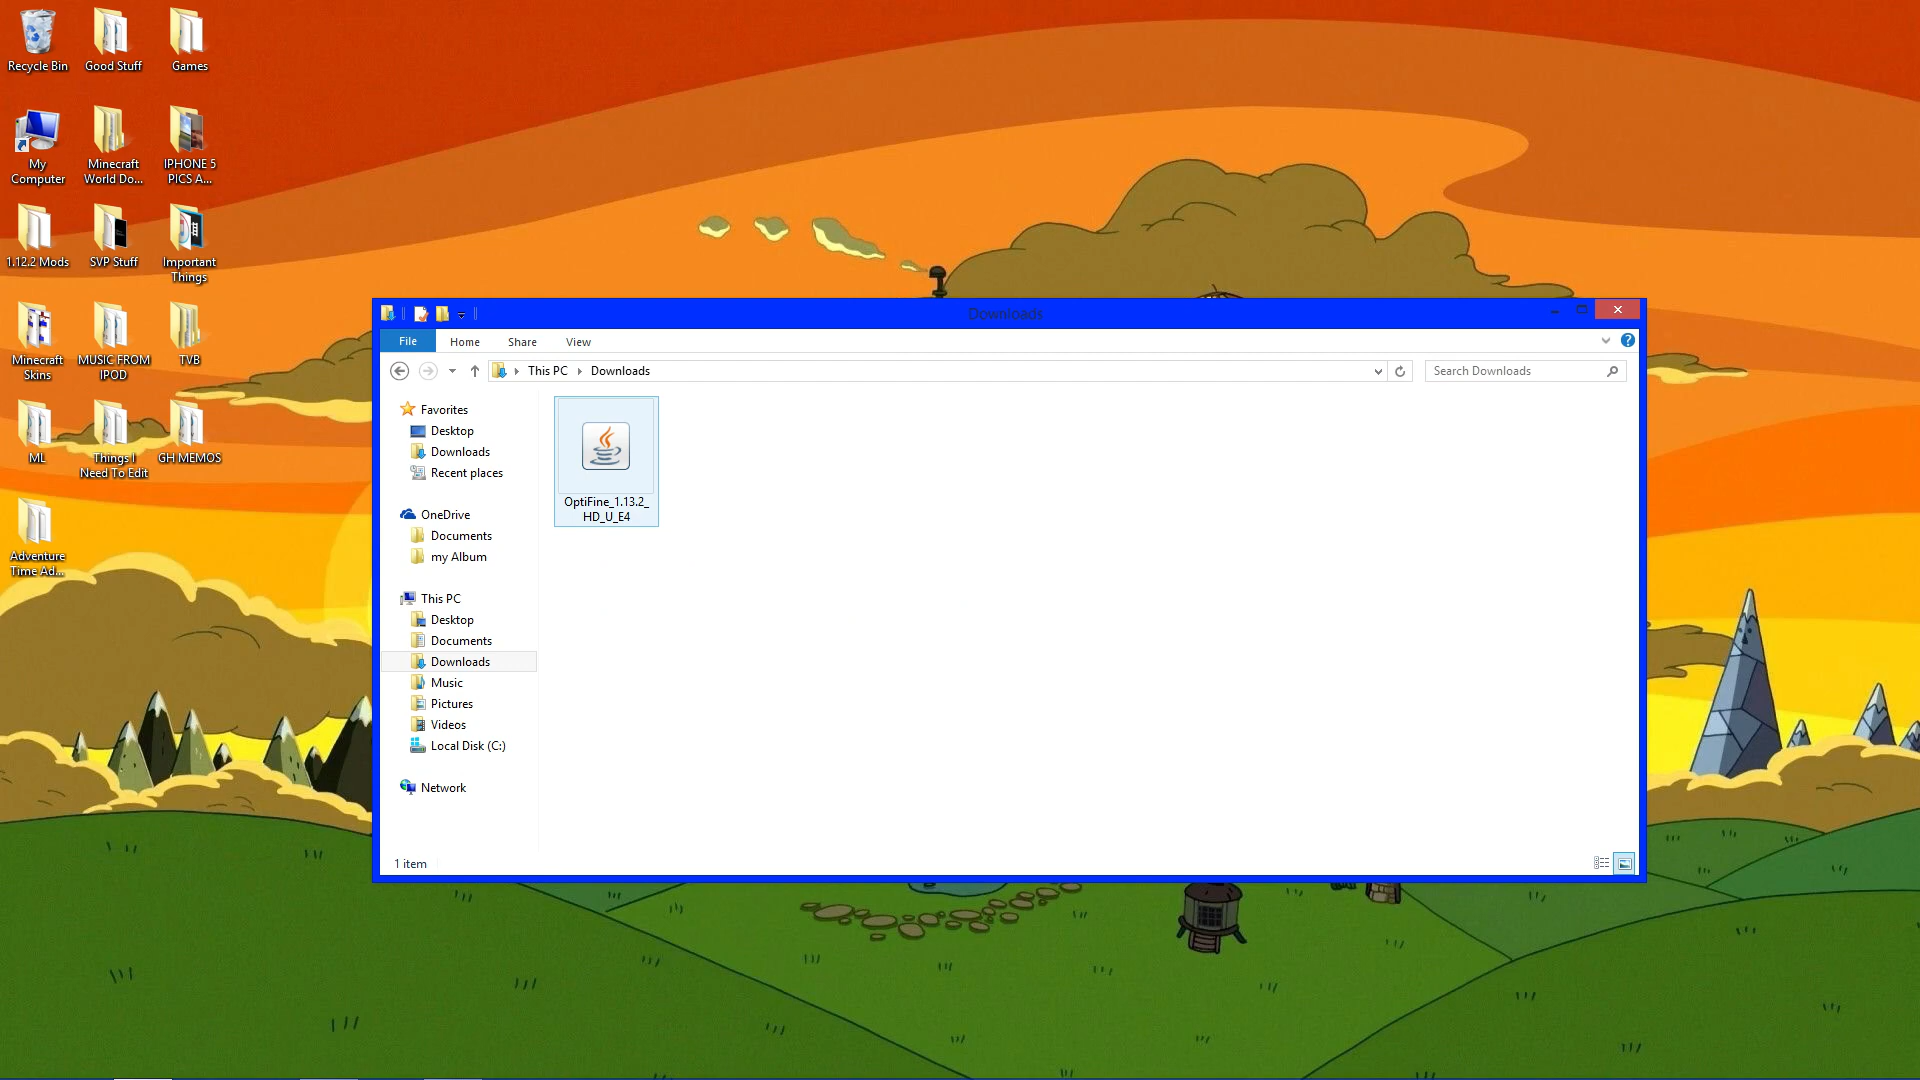 Recycle Bin
Good Stuff
Games
My
Computer
Minecraft
World Do...
IPHONE 5
PICS A...
1.12.2 Mods
SVP Stuff
Important
Things
Minecraft
Skins
MUSIC FROM
IPOD
TVB
ML
Things I
Need To Edit
GH MEMOS
Adventure
Time Ad...
Downloads
File
Home
Share
View
This PC
Downloads
Search Downloads
Favorites
Desktop
Downloads
Recent places
OneDrive
Documents
my Album
This PC
Desktop
Documents
Downloads
Music
Pictures
Videos
Local Disk (C:)
Network
OptiFine_1.13.2_
HD_U_E4
1 item